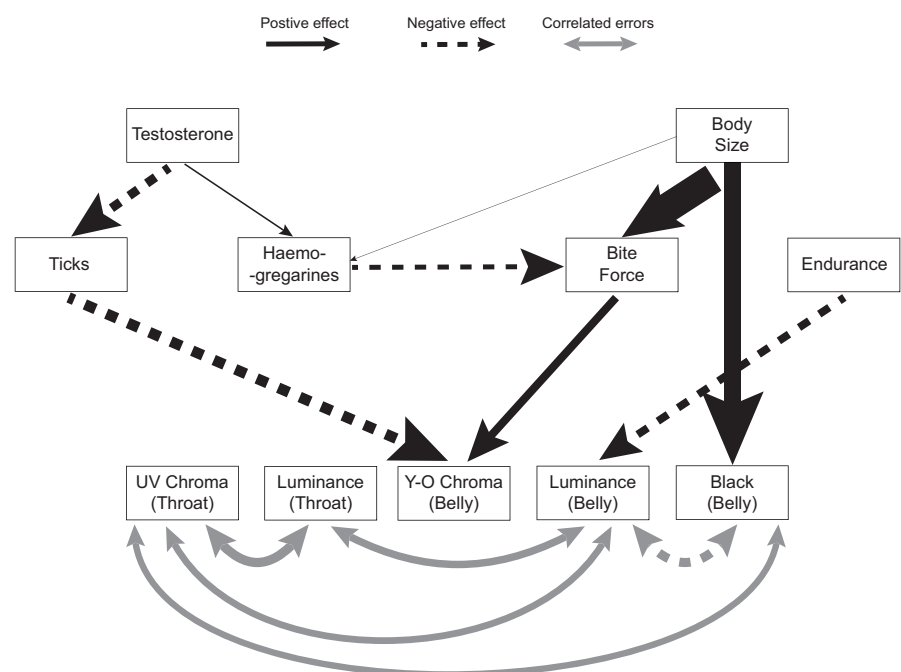 Postive effect
Negative effect
Correlated errors
Testosterone
Body
Size
Ticks
Haemo-
-gregarines
Bite
Force
Endurance
UV Chroma
(Throat)
Luminance
(Throat)
Y-O Chroma
(Belly)
Luminance
(Belly)
Black
(Belly)